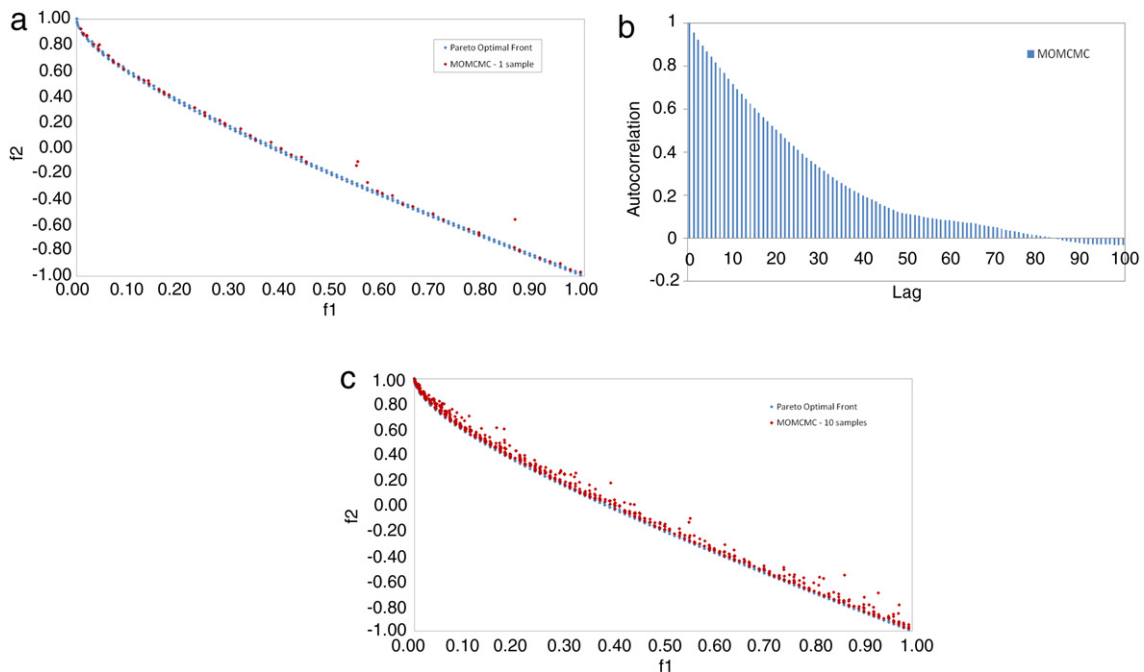 a
1.00
0.80
0.60
0.40
0.20
0.00
-0.20
-0.40
-0.60
-0.80
-1.00
f2
Pareto Optimal Front
MOMCMC - 1 sample
0.00 0.10 0.20 0.30 0.40 0.50 0.60 0.70 0.80 0.90 1.00
f1
b
1
0.8
0.6
0.4
0.2
0
-0.2
Autocorrelation
MOMCMC
0 10 20 30 40 50 60 70 80 90 100
Lag
c
1.00
0.80
0.60
0.40
0.20
0.00
-0.20
-0.40
-0.60
-0.80
-1.00
f2
Pareto Optimal Front
MOMCMC - 10 samples
0.00 0.10 0.20 0.30 0.40 0.50 0.60 0.70 0.80 0.90 1.00
f1